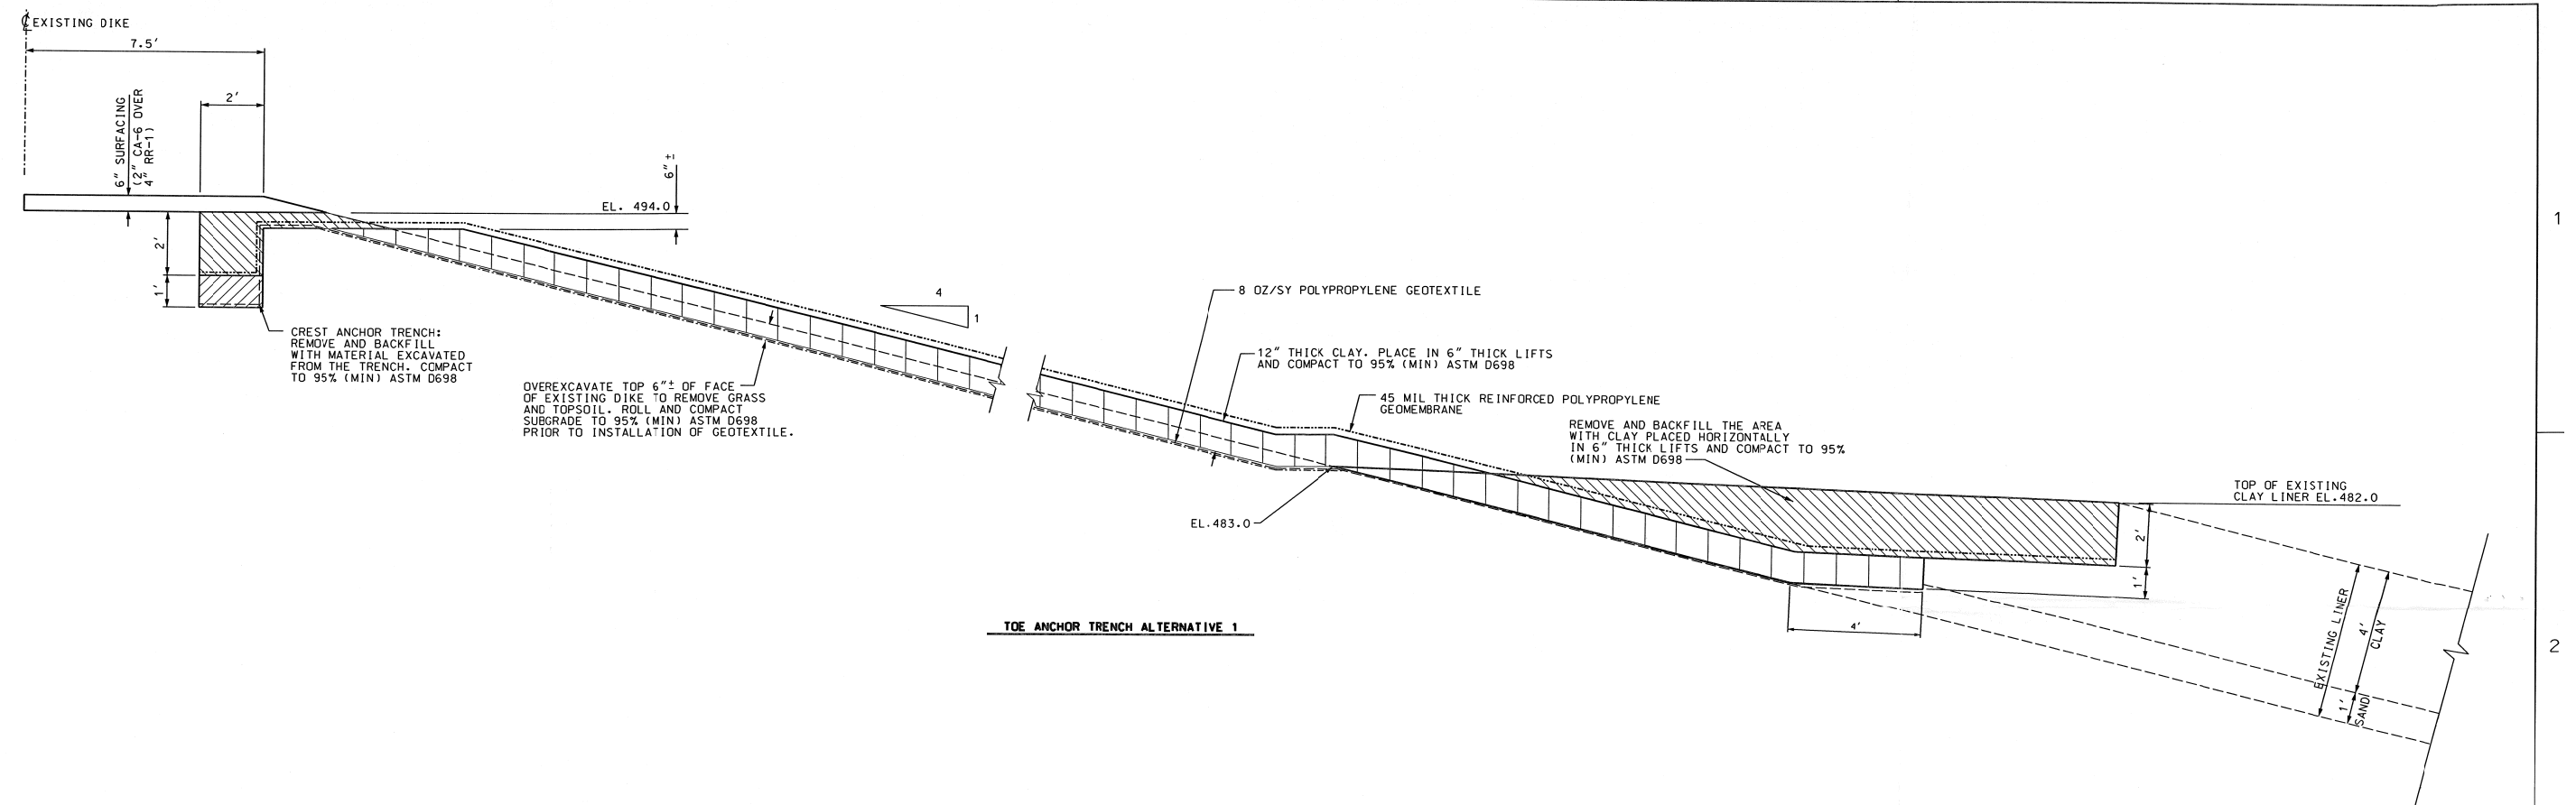 ℄ EXISTING DIKE
7.5'
2'
6" SURFACING
(2" CA-6 OVER
4" RR-1)
6"±
EL. 494.0
2'
1'
4
1
CREST ANCHOR TRENCH:
REMOVE AND BACKFILL
WITH MATERIAL EXCAVATED
FROM THE TRENCH. COMPACT
TO 95% (MIN) ASTM D698
OVEREXCAVATE TOP 6"± OF FACE
OF EXISTING DIKE TO REMOVE GRASS
AND TOPSOIL. ROLL AND COMPACT
SUBGRADE TO 95% (MIN) ASTM D698
PRIOR TO INSTALLATION OF GEOTEXTILE.
8 OZ/SY POLYPROPYLENE GEOTEXTILE
12" THICK CLAY. PLACE IN 6" THICK LIFTS
AND COMPACT TO 95% (MIN) ASTM D698
45 MIL THICK REINFORCED POLYPROPYLENE
GEOMEMBRANE
REMOVE AND BACKFILL THE AREA
WITH CLAY PLACED HORIZONTALLY
IN 6" THICK LIFTS AND COMPACT TO 95%
(MIN) ASTM D698
EL.483.0
TOP OF EXISTING
CLAY LINER EL.482.0
2'
1'
4'
EXISTING LINER
4'
CLAY
1'
SAND
TOE ANCHOR TRENCH ALTERNATIVE 1
1
2